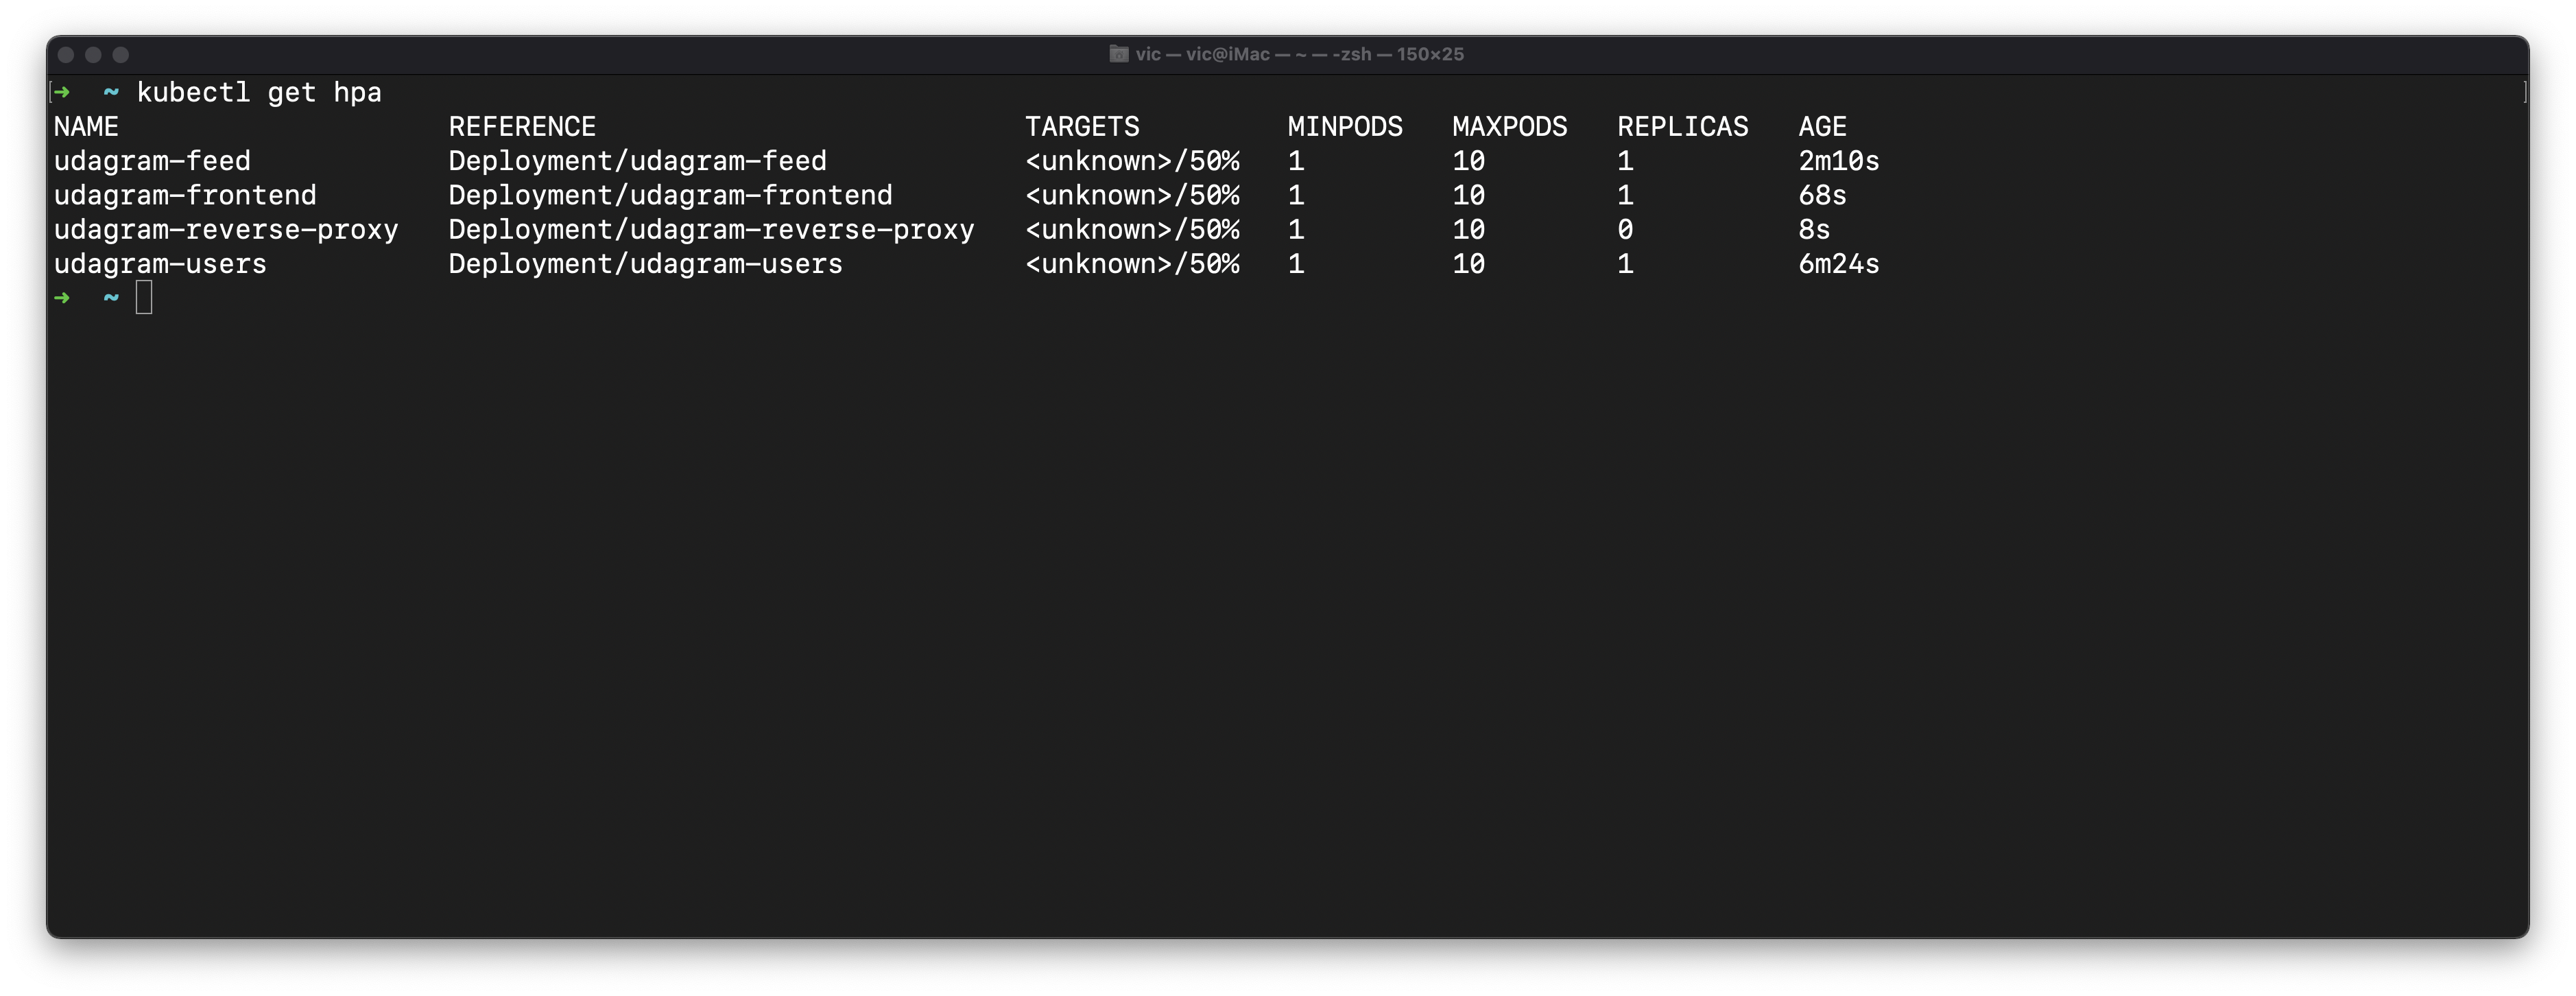 vic — vic@iMac — ~ — -zsh — 150×25
[➜  ~ kubectl get hpa ]
NAME                    REFERENCE                          TARGETS         MINPODS   MAXPODS   REPLICAS   AGE
udagram-feed            Deployment/udagram-feed            <unknown>/50%   1         10        1          2m10s
udagram-frontend        Deployment/udagram-frontend        <unknown>/50%   1         10        1          68s
udagram-reverse-proxy   Deployment/udagram-reverse-proxy   <unknown>/50%   1         10        0          8s
udagram-users           Deployment/udagram-users           <unknown>/50%   1         10        1          6m24s
➜  ~